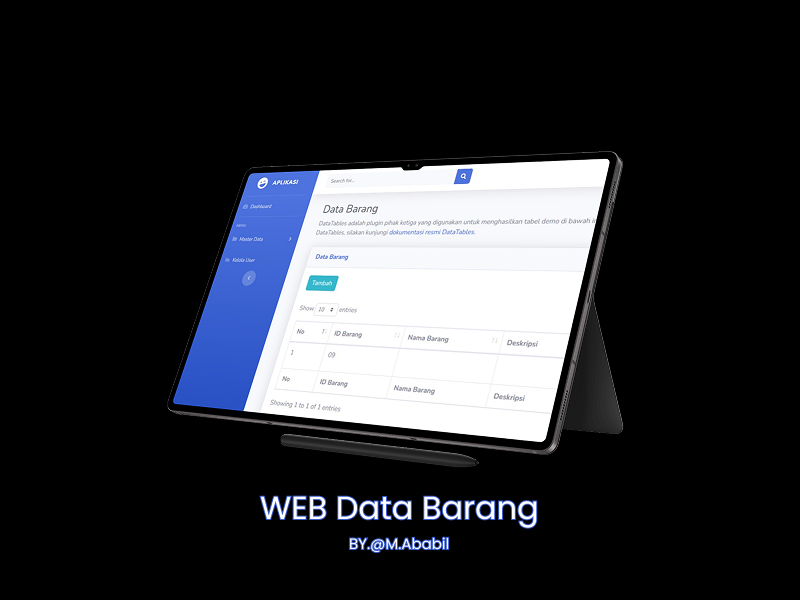 APLIKASI
Search for...
Dashboard
MENU
Master Data
Kelola User
Data Barang
DataTables adalah plugin pihak ketiga yang digunakan untuk menghasilkan tabel demo di bawah
DataTables, silakan kunjungi dokumentasi resmi DataTables.
Data Barang
Tambah
Show 10 entries
No ID Barang Nama Barang Deskripsi
1 09
No ID Barang Nama Barang Deskripsi
Showing 1 to 1 of 1 entries
WEB Data Barang
BY.@M.Ababil